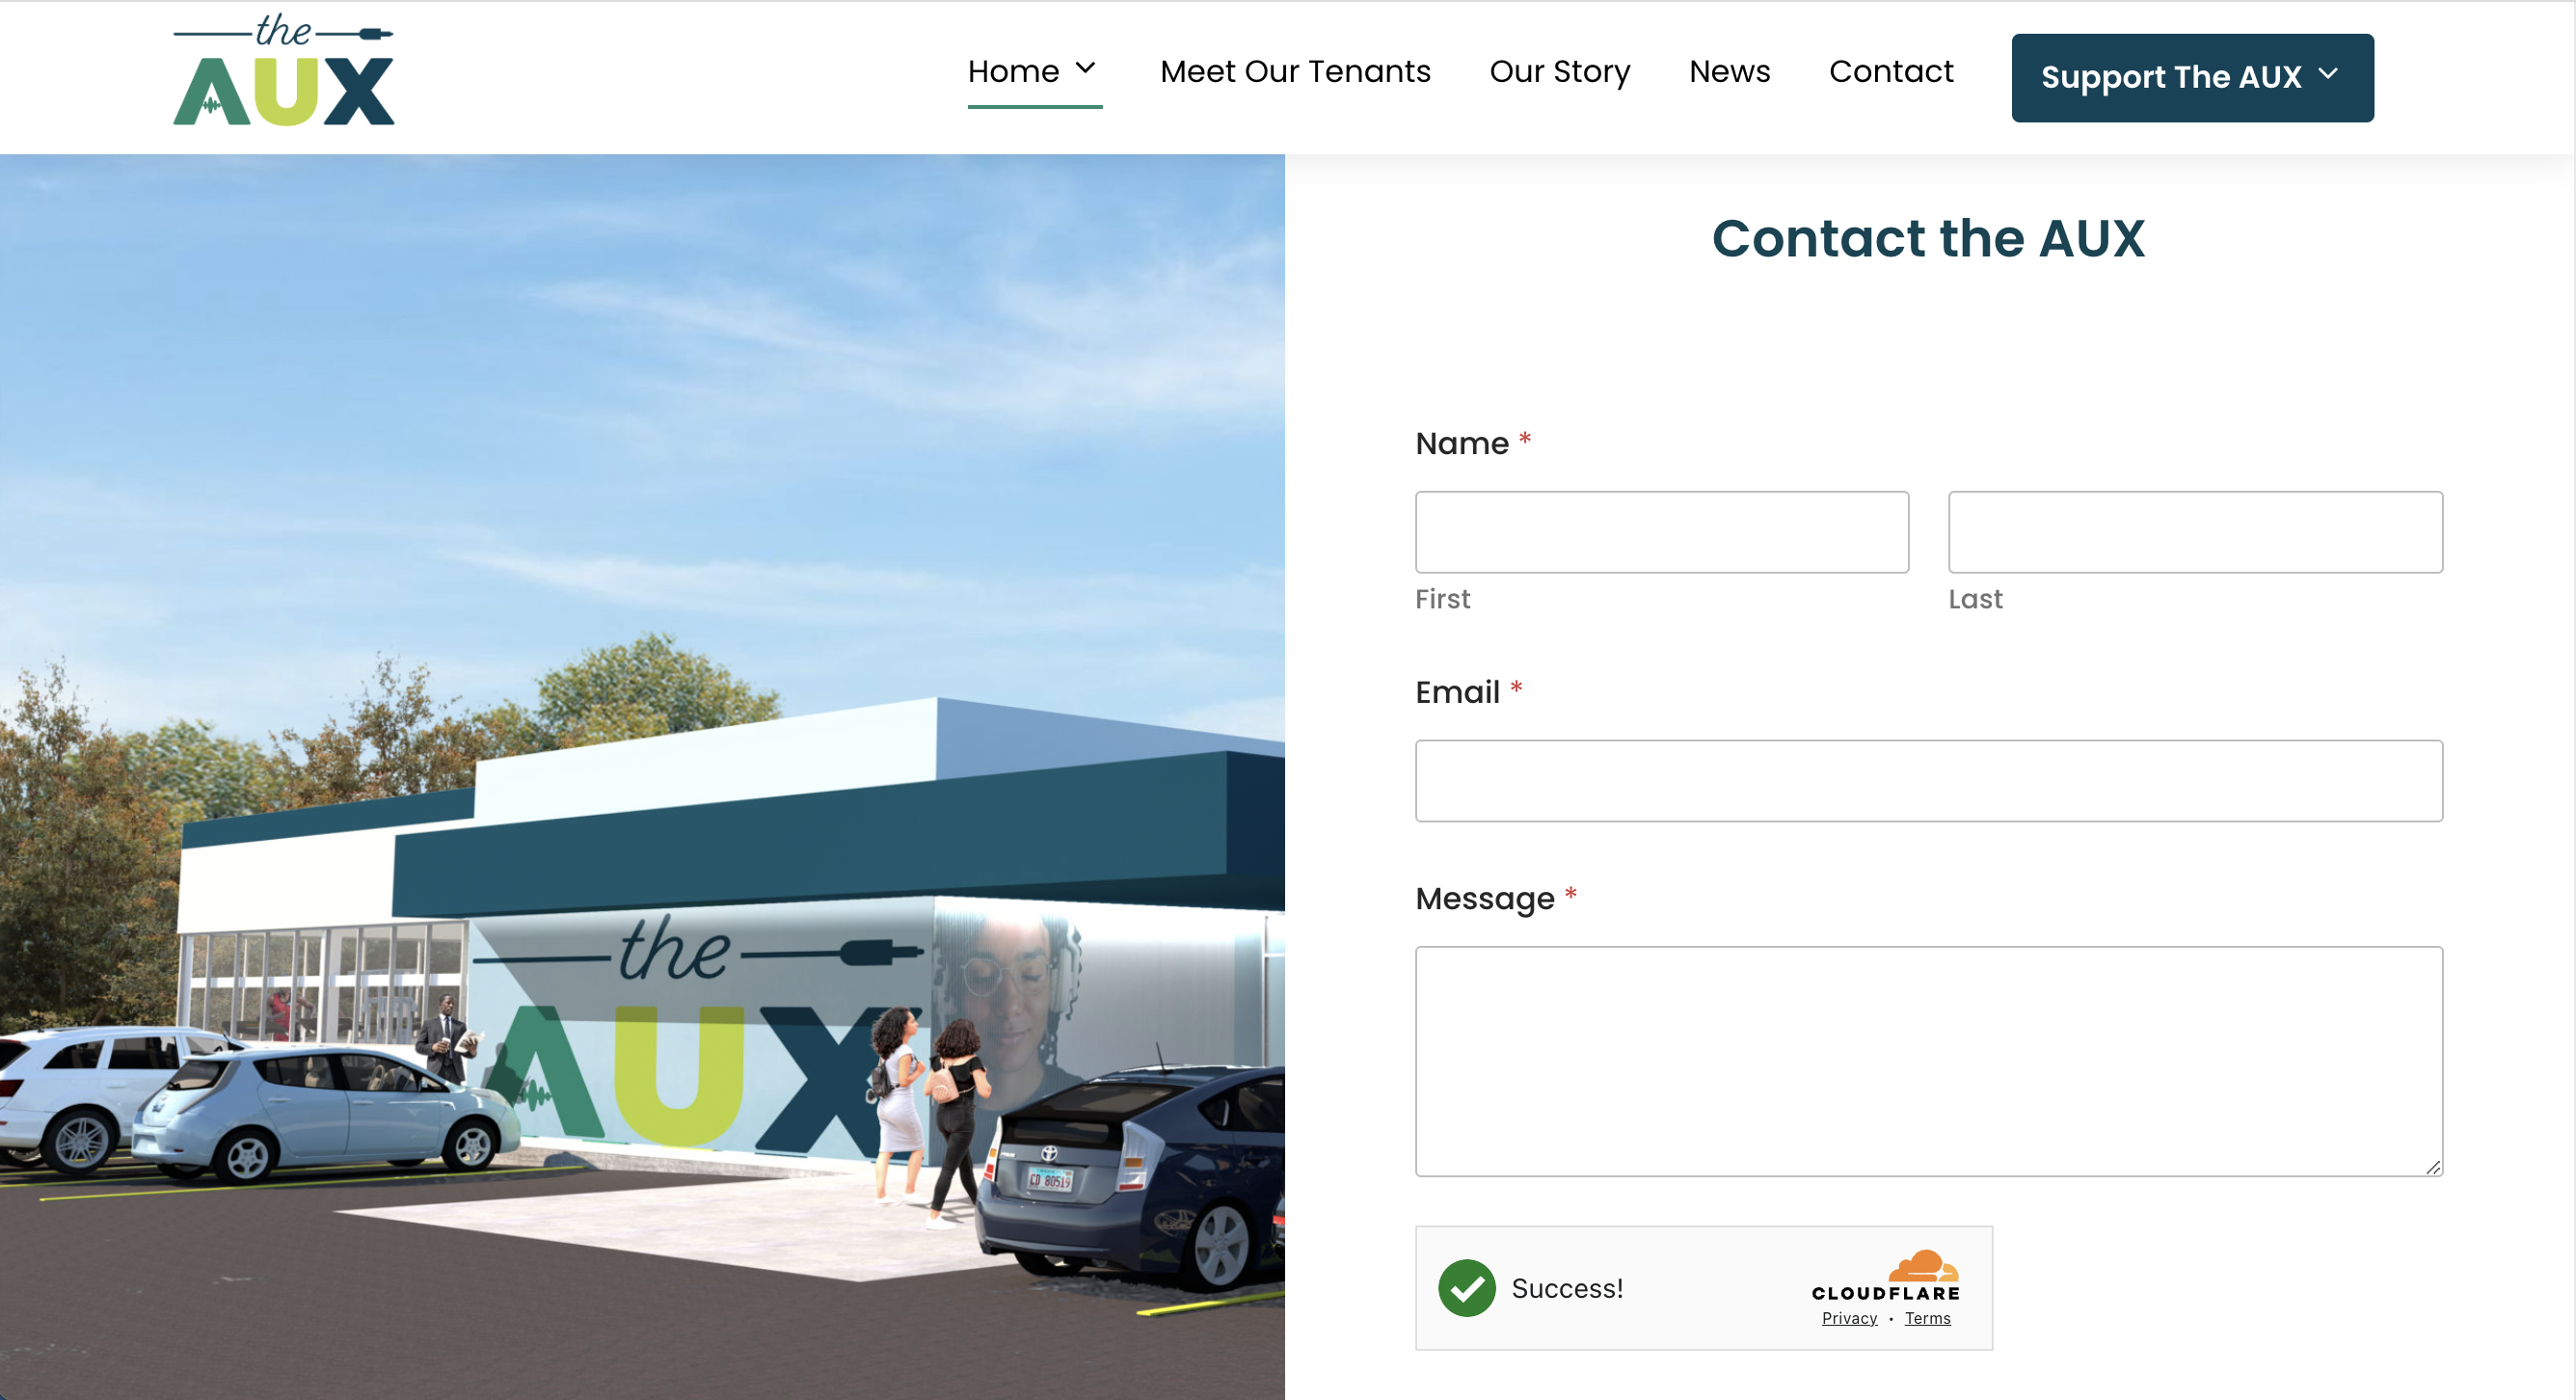 the
AUX
Home
Meet Our Tenants
Our Story
News
Contact
Support The AUX
Contact the AUX
Name *
First
Last
Email *
Message *
the
AUX
CD 80519
Success!
CLOUDFLARE
Privacy • Terms